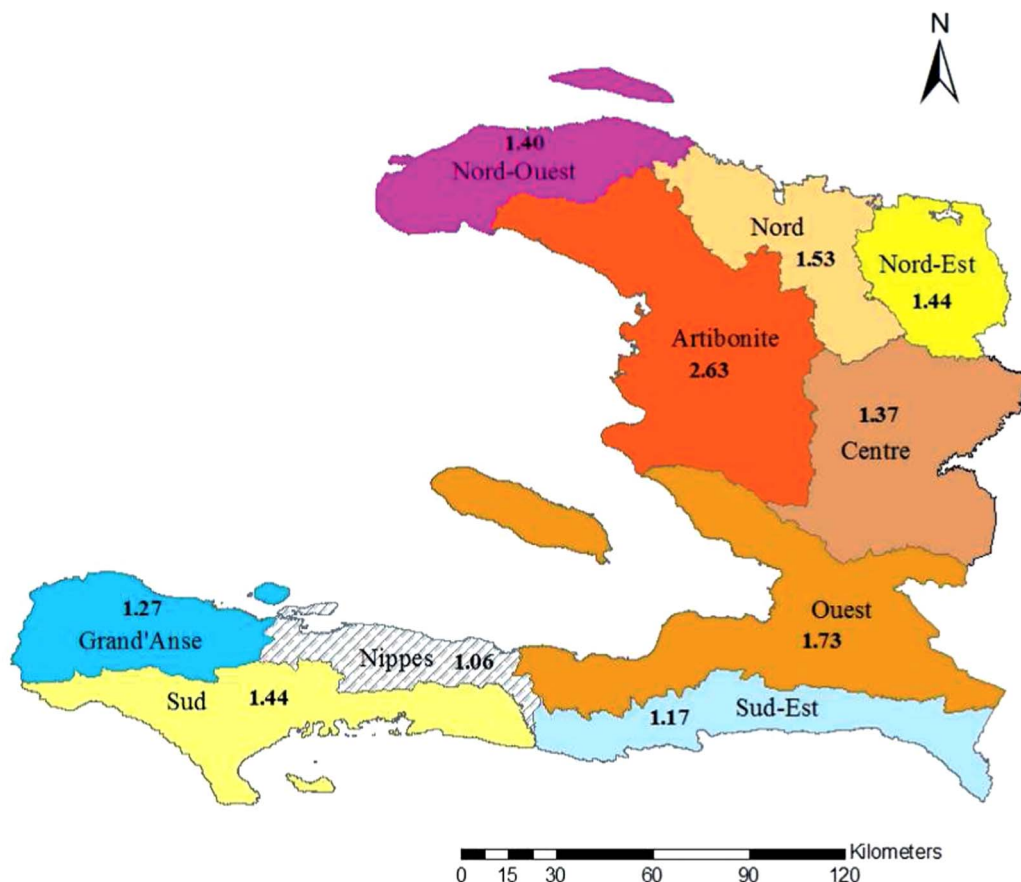 N
1.40
Nord-Ouest
Nord
1.53
Nord-Est
1.44
Artibonite
2.63
1.37
Centre
1.27
Grand'Anse
Ouest
1.73
Nippes 1.06
Sud 1.44
1.17 Sud-Est
Kilometers
0 15 30 60 90 120